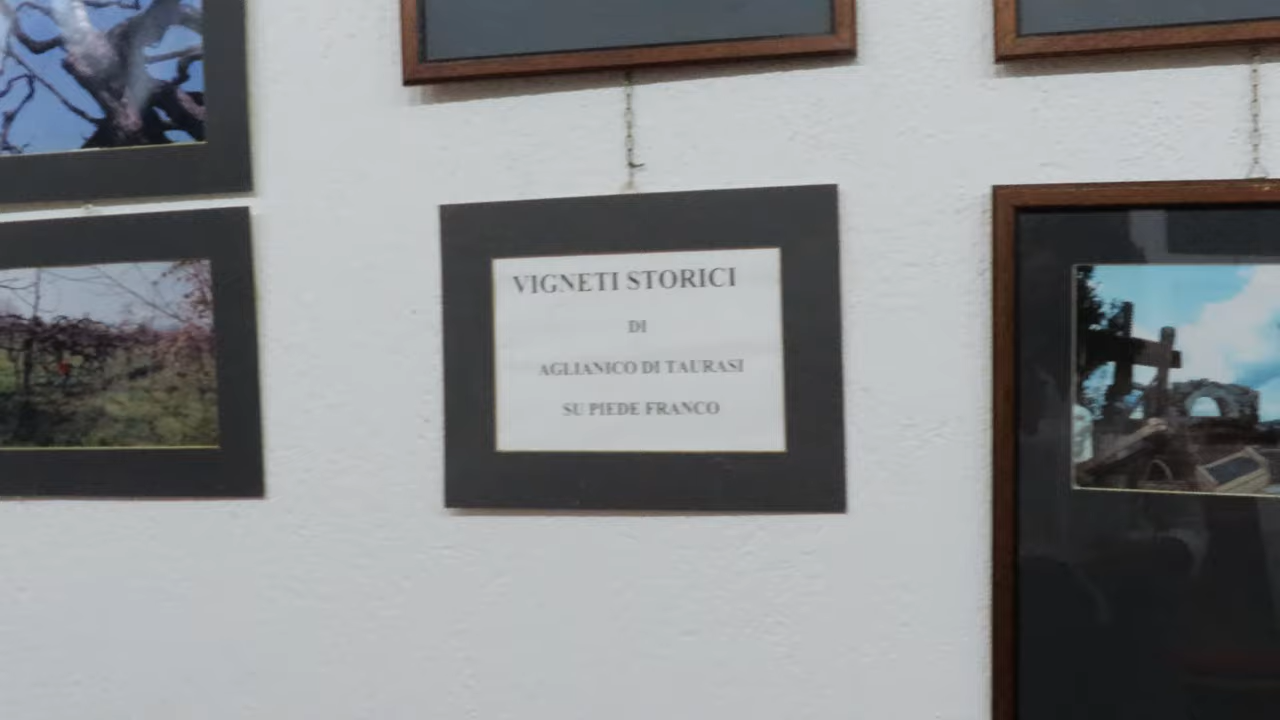 VIGNETI STORICI
DI
AGLIANICO DI TAURASI
SU PIEDE FRANCO